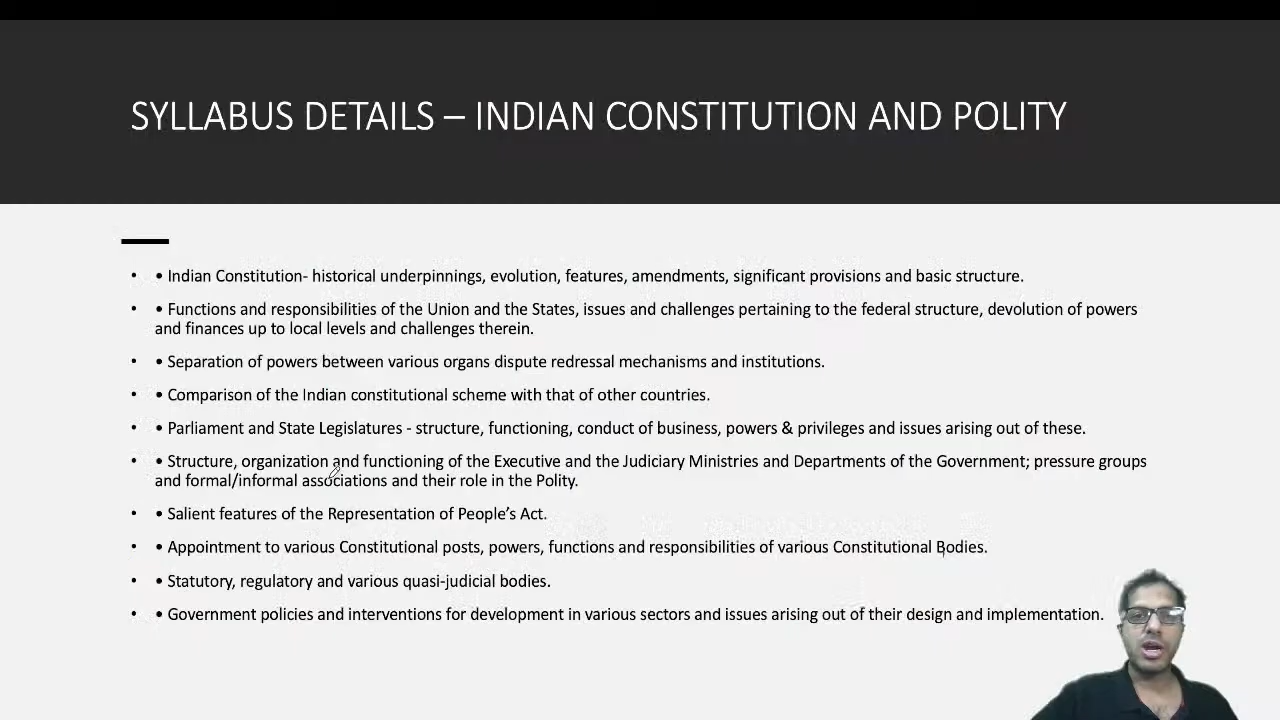 SYLLABUS DETAILS – INDIAN CONSTITUTION AND POLITY
• • Indian Constitution- historical underpinnings, evolution, features, amendments, significant provisions and basic structure.
• • Functions and responsibilities of the Union and the States, issues and challenges pertaining to the federal structure, devolution of powers
and finances up to local levels and challenges therein.
• • Separation of powers between various organs dispute redressal mechanisms and institutions.
• • Comparison of the Indian constitutional scheme with that of other countries.
• • Parliament and State Legislatures - structure, functioning, conduct of business, powers & privileges and issues arising out of these.
• • Structure, organization and functioning of the Executive and the Judiciary Ministries and Departments of the Government; pressure groups
and formal/informal associations and their role in the Polity.
• • Salient features of the Representation of People’s Act.
• • Appointment to various Constitutional posts, powers, functions and responsibilities of various Constitutional Bodies.
• • Statutory, regulatory and various quasi-judicial bodies.
• • Government policies and interventions for development in various sectors and issues arising out of their design and implementation.